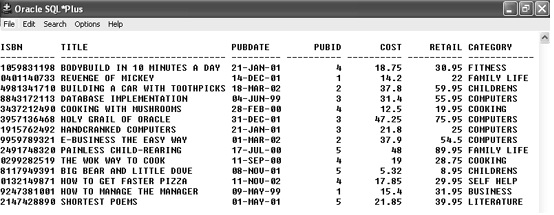 Oracle SQL*Plus
File Edit Search Options Help
ISBN TITLE PUBDATE PUBID COST RETAIL CATEGORY
---------- ------------------------------ --------- --------- --------- --------- ------------
1059831198 BODYBUILD IN 10 MINUTES A DAY 21-JAN-01 4 18.75 30.95 FITNESS
0401140733 REVENGE OF MICKEY 14-DEC-01 1 14.2 22 FAMILY LIFE
4981341710 BUILDING A CAR WITH TOOTHPICKS 18-MAR-02 2 37.8 59.95 CHILDRENS
8843172113 DATABASE IMPLEMENTATION 04-JUN-99 3 31.4 55.95 COMPUTERS
3437212490 COOKING WITH MUSHROOMS 28-FEB-00 4 12.5 19.95 COOKING
3957136468 HOLY GRAIL OF ORACLE 31-DEC-01 3 47.25 75.95 COMPUTERS
1915762492 HANDCRANKED COMPUTERS 21-JAN-01 3 21.8 25 COMPUTERS
9959789321 E-BUSINESS THE EASY WAY 01-MAR-02 2 37.9 54.5 COMPUTERS
2491748320 PAINLESS CHILD-REARING 17-JUL-00 5 48 89.95 FAMILY LIFE
0299282519 THE WOK WAY TO COOK 11-SEP-00 4 19 28.75 COOKING
8117949391 BIG BEAR AND LITTLE DOVE 08-NOV-01 5 5.32 8.95 CHILDRENS
0132149871 HOW TO GET FASTER PIZZA 11-NOV-02 4 17.85 29.95 SELF HELP
9247381001 HOW TO MANAGE THE MANAGER 09-MAY-99 1 15.4 31.95 BUSINESS
2147428890 SHORTEST POEMS 01-MAY-01 5 21.85 39.95 LITERATURE